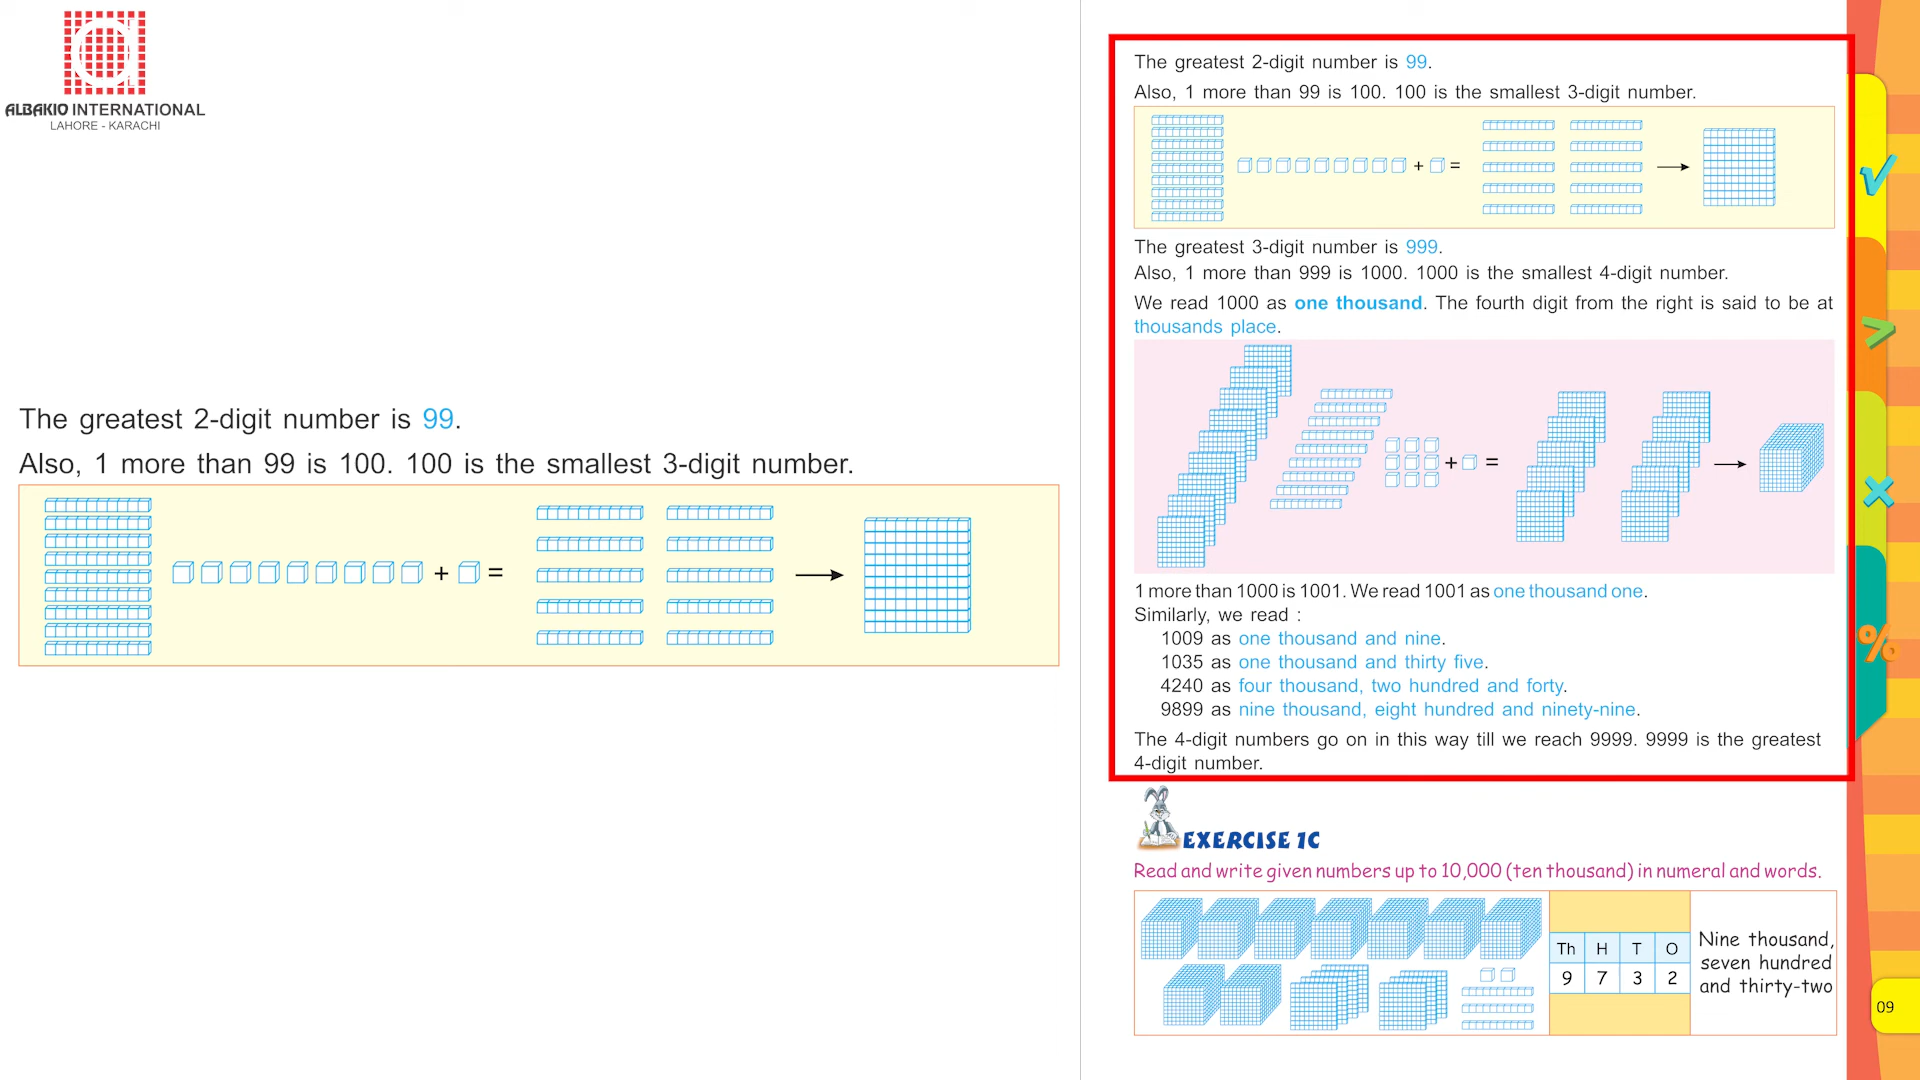 ALBAKIO INTERNATIONAL
LAHORE - KARACHI
The greatest 2-digit number is 99.
Also, 1 more than 99 is 100. 100 is the smallest 3-digit number.
+ =
The greatest 2-digit number is 99.
Also, 1 more than 99 is 100. 100 is the smallest 3-digit number.
+ =
The greatest 3-digit number is 999.
Also, 1 more than 999 is 1000. 1000 is the smallest 4-digit number.
We read 1000 as one thousand. The fourth digit from the right is said to be at
thousands place.
+ =
1 more than 1000 is 1001. We read 1001 as one thousand one.
Similarly, we read :
1009 as one thousand and nine.
1035 as one thousand and thirty five.
4240 as four thousand, two hundred and forty.
9899 as nine thousand, eight hundred and ninety-nine.
The 4-digit numbers go on in this way till we reach 9999. 9999 is the greatest
4-digit number.
EXERCISE 1C
Read and write given numbers up to 10,000 (ten thousand) in numeral and words.
Th H T O
9 7 3 2
Nine thousand,
seven hundred
and thirty-two
√
>
×
%
09